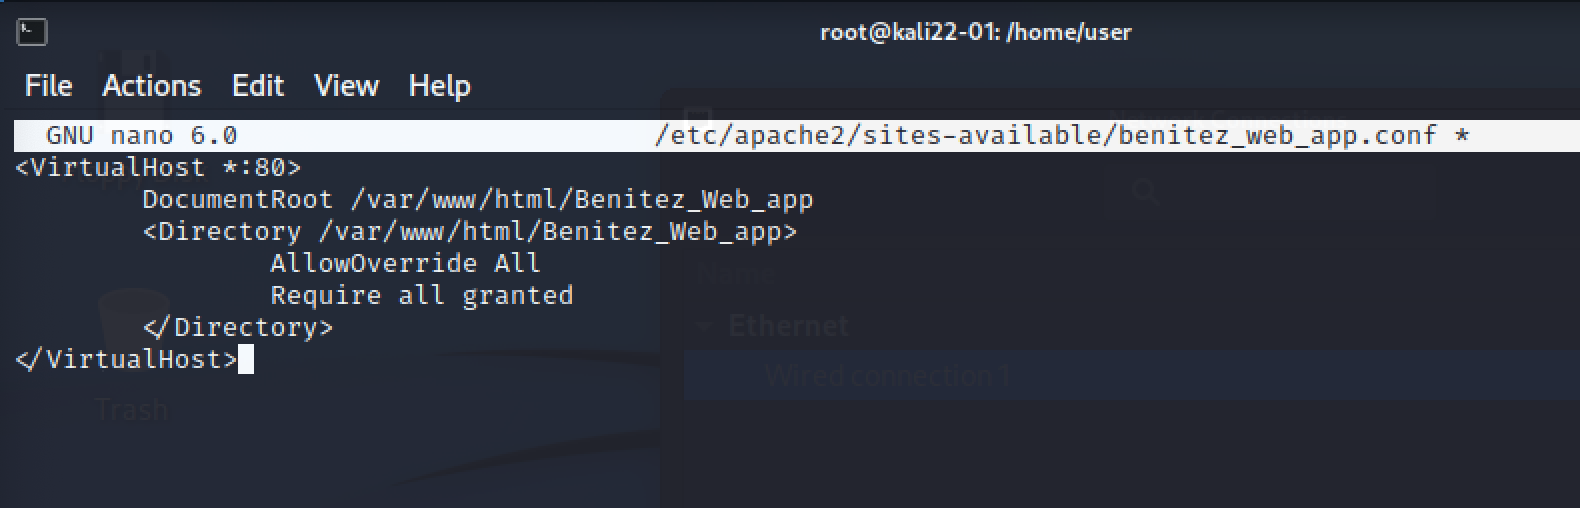 root@kali22-01: /home/user
File Actions Edit View Help
GNU nano 6.0 /etc/apache2/sites-available/benitez_web_app.conf *
<VirtualHost *:80>
        DocumentRoot /var/www/html/Benitez_Web_app
        <Directory /var/www/html/Benitez_Web_app>
                AllowOverride All
                Require all granted
        </Directory>
</VirtualHost>
Name
Ethernet
Wired connection 1
Trash